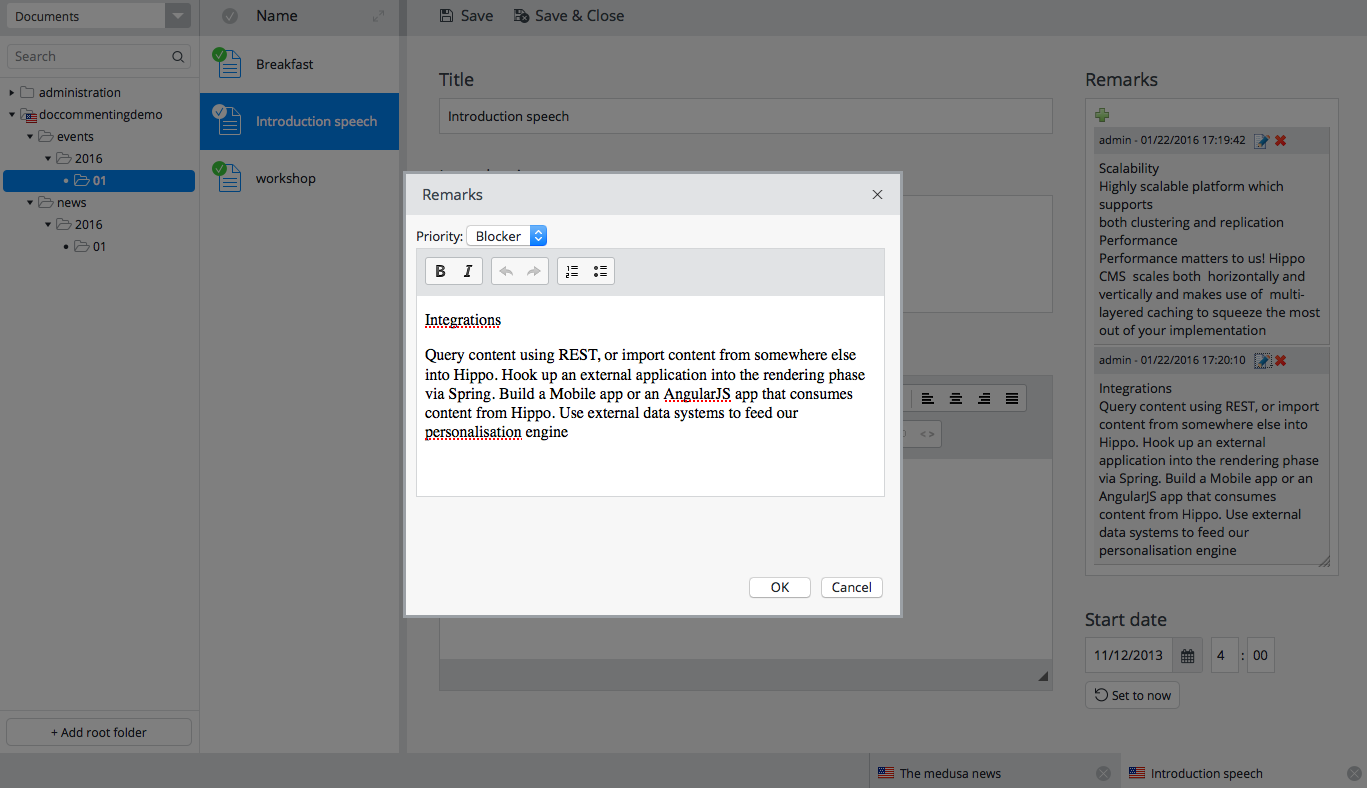 Documents
Search
administration
doccommentingdemo
events
2016
01
news
2016
01
+ Add root folder
Name
Breakfast
Introduction speech
workshop
Save
Save & Close
Title
Introduction speech
Remarks
Priority: Blocker
B I
Integrations
Query content using REST, or import content from somewhere else
into Hippo. Hook up an external application into the rendering phase
via Spring. Build a Mobile app or an AngularJS app that consumes
content from Hippo. Use external data systems to feed our
personalisation engine
OK
Cancel
Remarks
admin - 01/22/2016 17:19:42
Scalability
Highly scalable platform which
supports
both clustering and replication
Performance
Performance matters to us! Hippo
CMS scales both horizontally and
vertically and makes use of multi-
layered caching to squeeze the most
out of your implementation
admin - 01/22/2016 17:20:10
Integrations
Query content using REST, or import
content from somewhere else into
Hippo. Hook up an external
application into the rendering phase
via Spring. Build a Mobile app or an
AngularJS app that consumes
content from Hippo. Use external
data systems to feed our
personalisation engine
Start date
11/12/2013 4 : 00
Set to now
The medusa news
Introduction speech